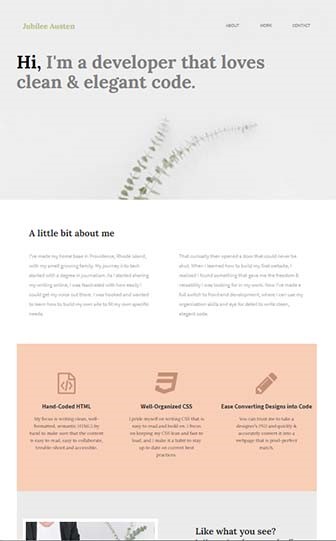 Jubilee Austen
ABOUT WORK CONTACT
Hi, I'm a developer that loves
clean & elegant code.
A little bit about me
I've made my home base in Providence, Rhode Island,
with my small growing family. My journey into tech
started with a degree in journalism. As I started sharing
my writing online, I was fascinated with how easily I
could get my voice out there. I was hooked and wanted
to learn how to build my own site to fit my own specific
needs.
That curiosity then opened a door that could never be
shut. When I learned how to build my first website, I
realized I found something that gave me the freedom &
versatility I was looking for in my work. Now I've made a
full switch to front-end development, where I can use my
organization skills and eye for detail to write clean,
elegant code.
Hand-Coded HTML
My focus is writing clean, well-
formatted, semantic HTML5 by
hand to make sure that the content
is easy to read, easy to collaborate,
trouble-shoot and accessible.
Well-Organized CSS
I pride myself on writing CSS that is
easy to read and build on. I focus
on keeping my CSS lean and fast to
load, and I make it a habit to stay
up-to-date on current best
practices.
Ease Converting Designs into Code
You can trust me to take a
designer's PSD and quickly &
accurately convert it into a
webpage that is pixel-perfect
match.
Like what you see?